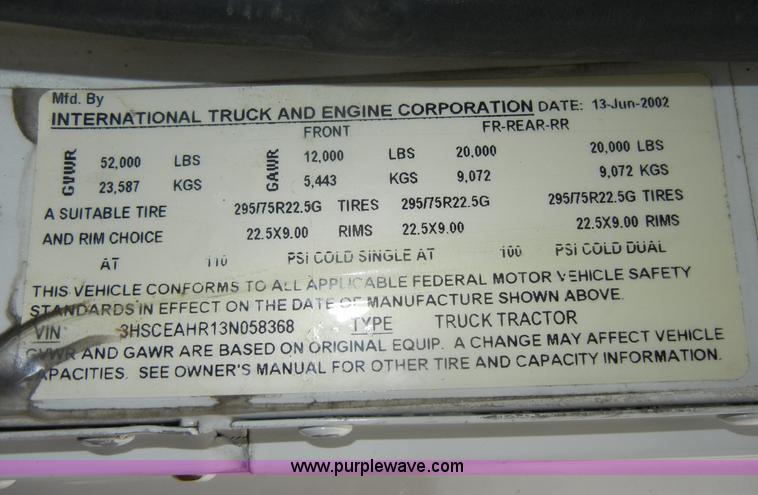 Mfd. By
INTERNATIONAL TRUCK AND ENGINE CORPORATION DATE: 13-Jun-2002
FRONT FR-REAR-RR
GVWR 52,000 LBS GAWR 12,000 LBS 20,000 20,000 LBS
23,587 KGS 5,443 KGS 9,072 9,072 KGS
A SUITABLE TIRE 295/75R22.5G TIRES 295/75R22.5G 295/75R22.5G TIRES
AND RIM CHOICE 22.5X9.00 RIMS 22.5X9.00 22.5X9.00 RIMS
AT 110 PSI COLD SINGLE AT 100 PSI COLD DUAL
THIS VEHICLE CONFORMS TO ALL APPLICABLE FEDERAL MOTOR VEHICLE SAFETY
STANDARDS IN EFFECT ON THE DATE OF MANUFACTURE SHOWN ABOVE.
VIN 3HSCEAHR13N058368 TYPE TRUCK TRACTOR
GVWR AND GAWR ARE BASED ON ORIGINAL EQUIP. A CHANGE MAY AFFECT VEHICLE
CAPACITIES. SEE OWNER'S MANUAL FOR OTHER TIRE AND CAPACITY INFORMATION.
www.purplewave.com